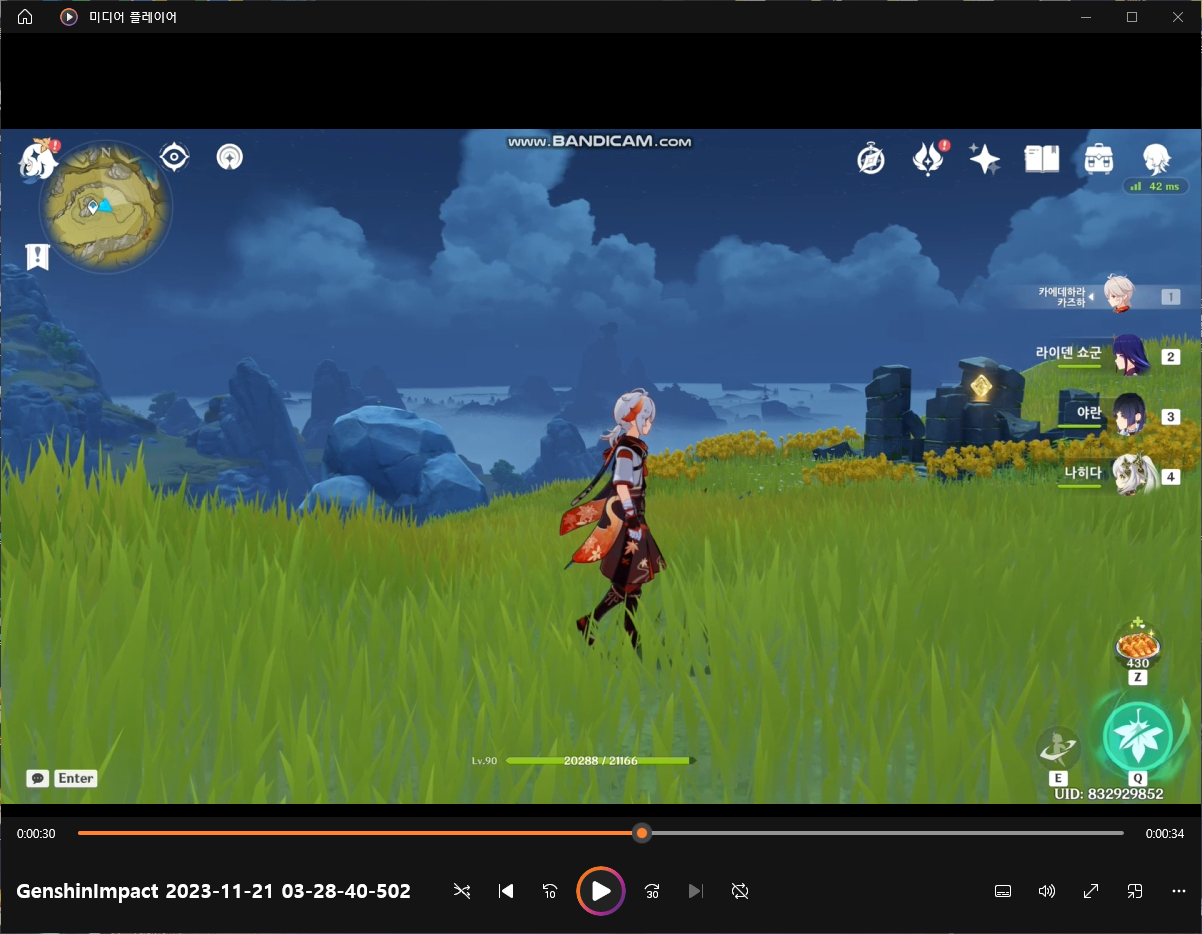 미디어 플레이어
www.BANDICAM.com
N
42 ms
카에데하라
카즈하
1
라이덴 쇼군
2
야란
3
나히다
4
430
Z
Lv.90
20288 / 21166
Enter
E
Q
UID: 832929852
0:00:30
0:00:34
GenshinImpact 2023-11-21 03-28-40-502
10
30